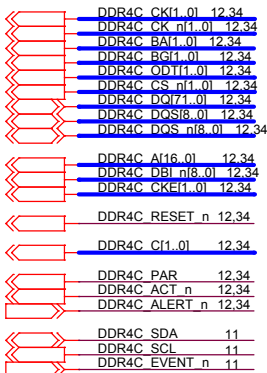 DDR4C_CK[1..0] 12,34
DDR4C_CK_n[1..0] 12,34
DDR4C_BA[1..0] 12,34
DDR4C_BG[1..0] 12,34
DDR4C_ODT[1..0] 12,34
DDR4C_CS_n[1..0] 12,34
DDR4C_DQ[71..0] 12,34
DDR4C_DQS[8..0] 12,34
DDR4C_DQS_n[8..0] 12,34
DDR4C_A[16..0] 12,34
DDR4C_DBI_n[8..0] 12,34
DDR4C_CKE[1..0] 12,34
DDR4C_RESET_n 12,34
DDR4C_C[1..0] 12,34
DDR4C_PAR 12,34
DDR4C_ACT_n 12,34
DDR4C_ALERT_n 12,34
DDR4C_SDA 11
DDR4C_SCL 11
DDR4C_EVENT_n 11